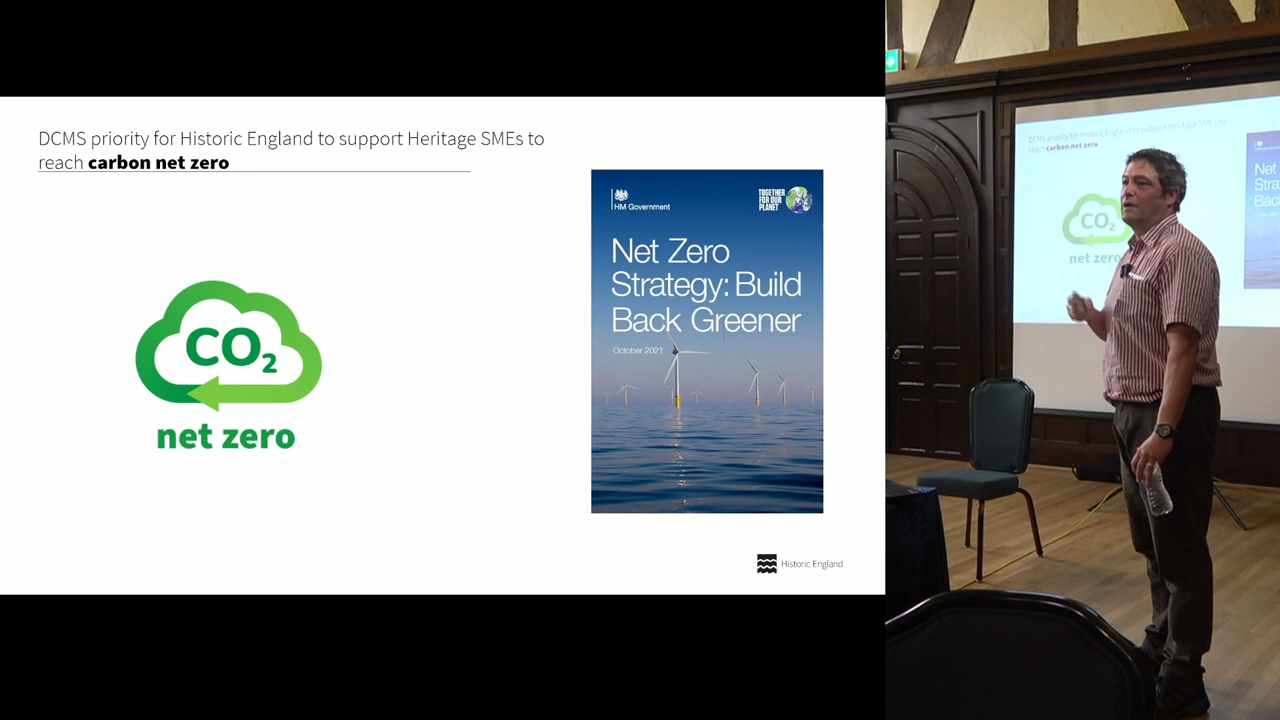 DCMS priority for Historic England to support Heritage SMEs to
reach carbon net zero
CO₂
net zero
HM Government
TOGETHER
FOR OUR
PLANET
Net Zero
Strategy: Build
Back Greener
October 2021
Historic England
DCMS priority for Historic England to support Heritage SMEs to
reach carbon net zero
CO₂
net zero
Net
Stra
Bac